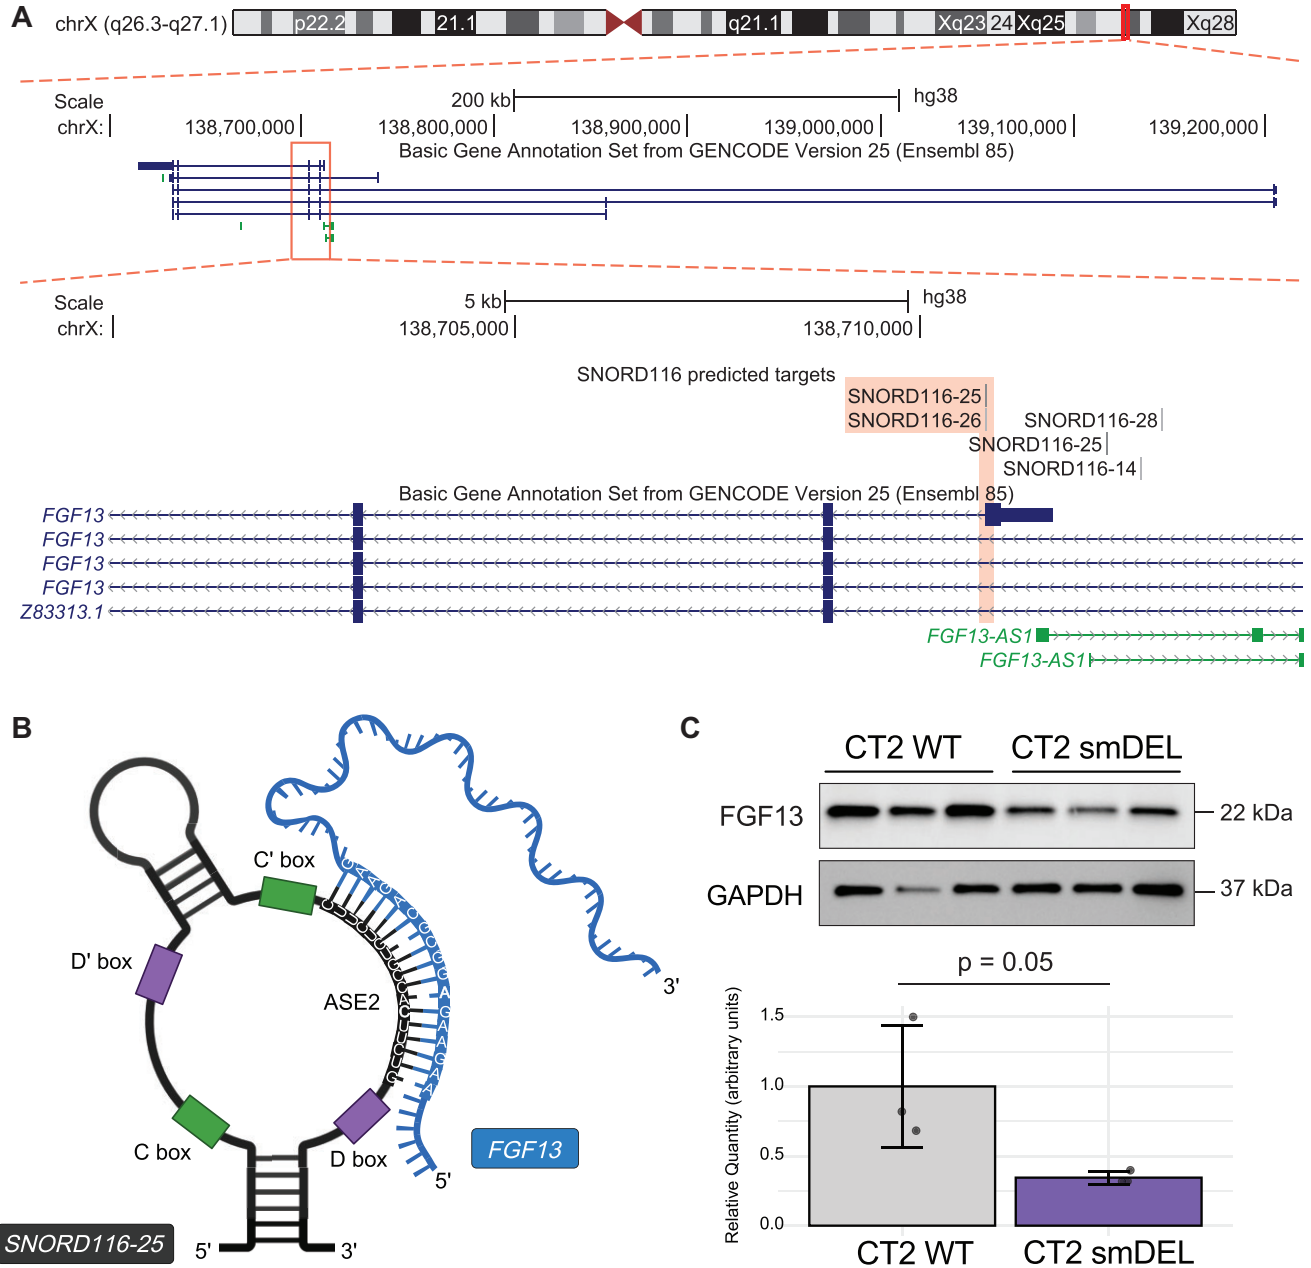 A
chrX (q26.3-q27.1)
p22.2
21.1
q21.1
Xq23
24
Xq25
Xq28
Scale
200 kb
hg38
chrX:
138,700,000
138,800,000
138,900,000
139,000,000
139,100,000
139,200,000
Basic Gene Annotation Set from GENCODE Version 25 (Ensembl 85)
Scale
5 kb
hg38
chrX:
138,705,000
138,710,000
SNORD116 predicted targets
SNORD116-25
SNORD116-26
SNORD116-28
SNORD116-25
SNORD116-14
Basic Gene Annotation Set from GENCODE Version 25 (Ensembl 85)
FGF13
FGF13
FGF13
FGF13
Z83313.1
FGF13-AS1
FGF13-AS1
B
C' box
D' box
ASE2
C box
D box
3'
5'
FGF13
SNORD116-25
5'
3'
C
CT2 WT
CT2 smDEL
FGF13
22 kDa
GAPDH
37 kDa
p = 0.05
Relative Quantity (arbitrary units)
1.5
1.0
0.5
0.0
CT2 WT
CT2 smDEL